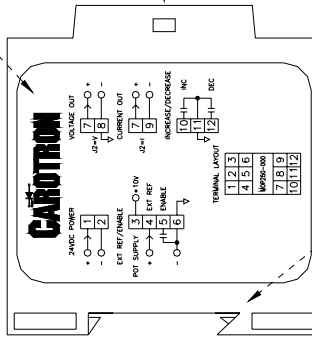 CAROTRON
24VDC POWER
+ 1
- 2
EXT REF/ENABLE
POT SUPPLY 3 +10V
+ 4 EXT REF
5 ENABLE
- 6
VOLTAGE OUT
7 +
8 -
J2=V
CURRENT OUT
7 +
9 -
J2=I
INCREASE/DECREASE
10 INC
11
12 DEC
TERMINAL LAYOUT
1 2 3
4 5 6
MOP250-000
7 8 9
10 11 12